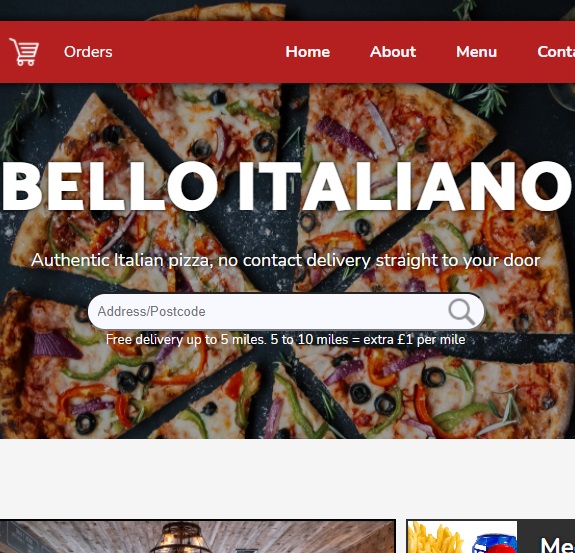 Orders Home About Menu Conta
BELLO ITALIANO
Authentic Italian pizza, no contact delivery straight to your door
Address/Postcode
Free delivery up to 5 miles. 5 to 10 miles = extra £1 per mile
Me